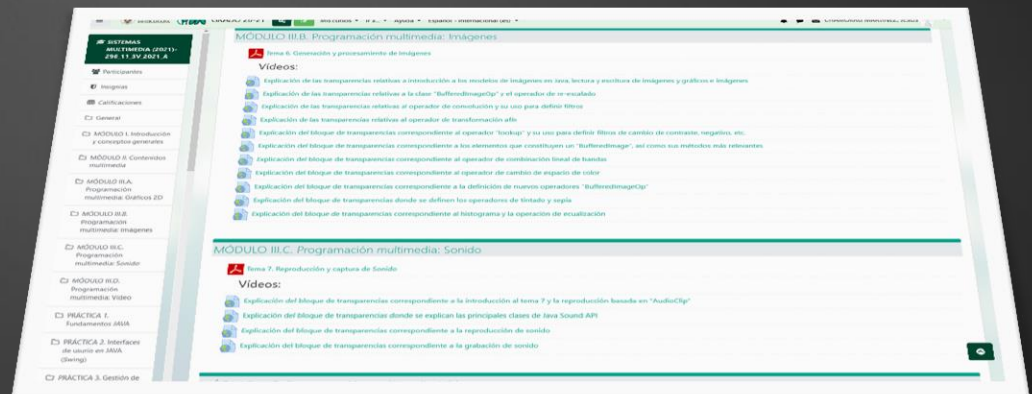 GRADO 20-21
Mis cursos
Ayuda
Español - Internacional (es)
SISTEMAS
MULTIMEDIA (2021)-
296_11_3V_2021_A
Participantes
Insignias
Calificaciones
General
MÓDULO I. Introducción
y conceptos generales
MÓDULO II. Contenidos
multimedia
MÓDULO III.A.
Programación
multimedia: Gráficos 2D
MÓDULO III.B.
Programación
multimedia: Imágenes
MÓDULO III.C.
Programación
multimedia: Sonido
MÓDULO III.D.
Programación
multimedia: Video
PRÁCTICA 1.
Fundamentos JAVA
PRÁCTICA 2. Interfaces
de usurio en JAVA
(Swing)
PRÁCTICA 3. Gestión de
MÓDULO III.B. Programación multimedia: Imágenes
Tema 6. Generación y procesamiento de Imágenes
Vídeos:
Explicación de las transparencias relativas a introducción a los modelos de imágenes en Java, lectura y escritura de imágenes y gráficos e imágenes
Explicación de las transparencias relativas a la clase "BufferedImageOp" y el operador de re-escalado
Explicación de las transparencias relativas al operador de convolución y su uso para definir filtros
Explicación de las transparencias relativas al operador de transformación afín
Explicación del bloque de transparencias correspondiente al operador "lookup" y su uso para definir filtros de cambio de contraste, negativo, etc.
Explicación del bloque de transparencias correspondiente a los elementos que constituyen un "BufferedImage", así como sus métodos más relevantes
Explicación del bloque de transparencias correspondiente al operador de combinación lineal de bandas
Explicación del bloque de transparencias correspondiente al operador de cambio de espacio de color
Explicación del bloque de transparencias correspondiente a la definición de nuevos operadores "BufferedImageOp"
Explicación del bloque de transparencias donde se definen los operadores de tintado y sepia
Explicación del bloque de transparencias correspondiente al histograma y la operación de ecualización
MÓDULO III.C. Programación multimedia: Sonido
Tema 7. Reproducción y captura de Sonido
Vídeos:
Explicación del bloque de transparencias correspondiente a la introducción al tema 7 y la reproducción basada en "AudioClip"
Explicación del bloque de transparencias donde se explican las principales clases de Java Sound API
Explicación del bloque de transparencias correspondiente a la reproducción de sonido
Explicación del bloque de transparencias correspondiente a la grabación de sonido